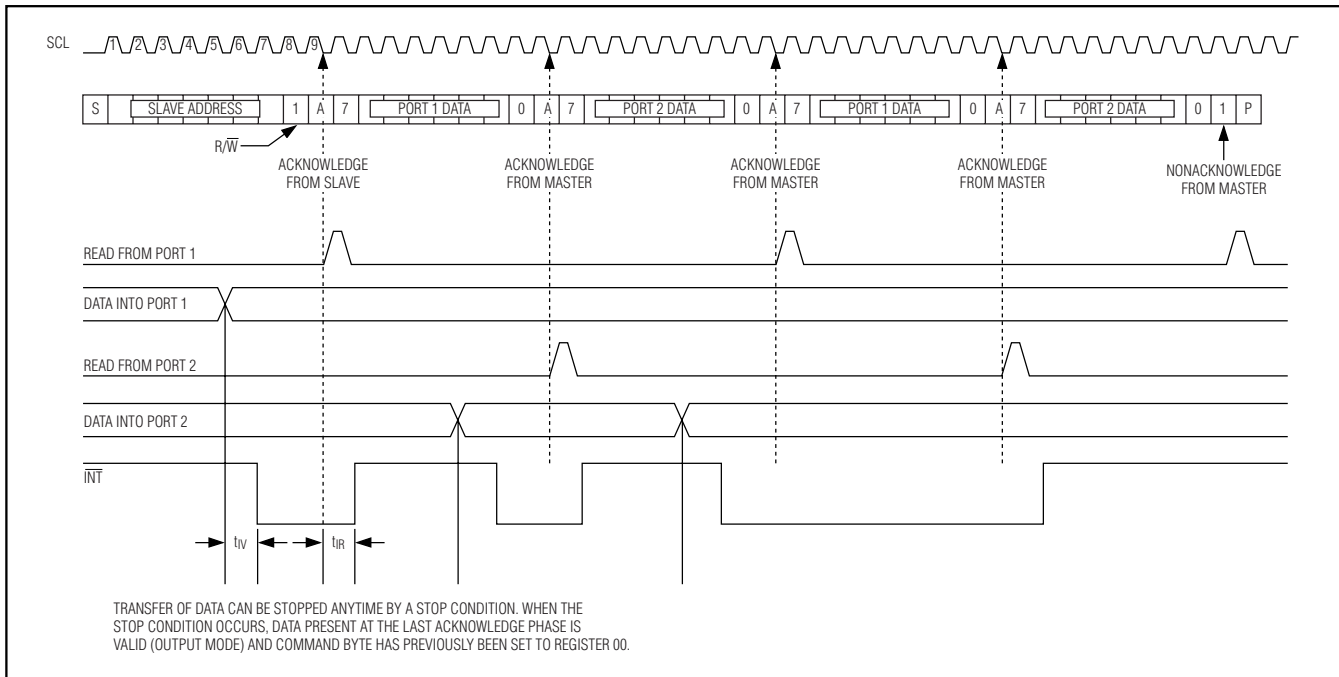 SCL 1 2 3 4 5 6 7 8 9
S SLAVE ADDRESS 1 A 7 PORT 1 DATA 0 A 7 PORT 2 DATA 0 A 7 PORT 1 DATA 0 A 7 PORT 2 DATA 0 1 P
R/W̅
ACKNOWLEDGE
FROM SLAVE
ACKNOWLEDGE
FROM MASTER
ACKNOWLEDGE
FROM MASTER
ACKNOWLEDGE
FROM MASTER
NONACKNOWLEDGE
FROM MASTER
READ FROM PORT 1
DATA INTO PORT 1
READ FROM PORT 2
DATA INTO PORT 2
I̅N̅T̅
tIV tIR
TRANSFER OF DATA CAN BE STOPPED ANYTIME BY A STOP CONDITION. WHEN THE
STOP CONDITION OCCURS, DATA PRESENT AT THE LAST ACKNOWLEDGE PHASE IS
VALID (OUTPUT MODE) AND COMMAND BYTE HAS PREVIOUSLY BEEN SET TO REGISTER 00.